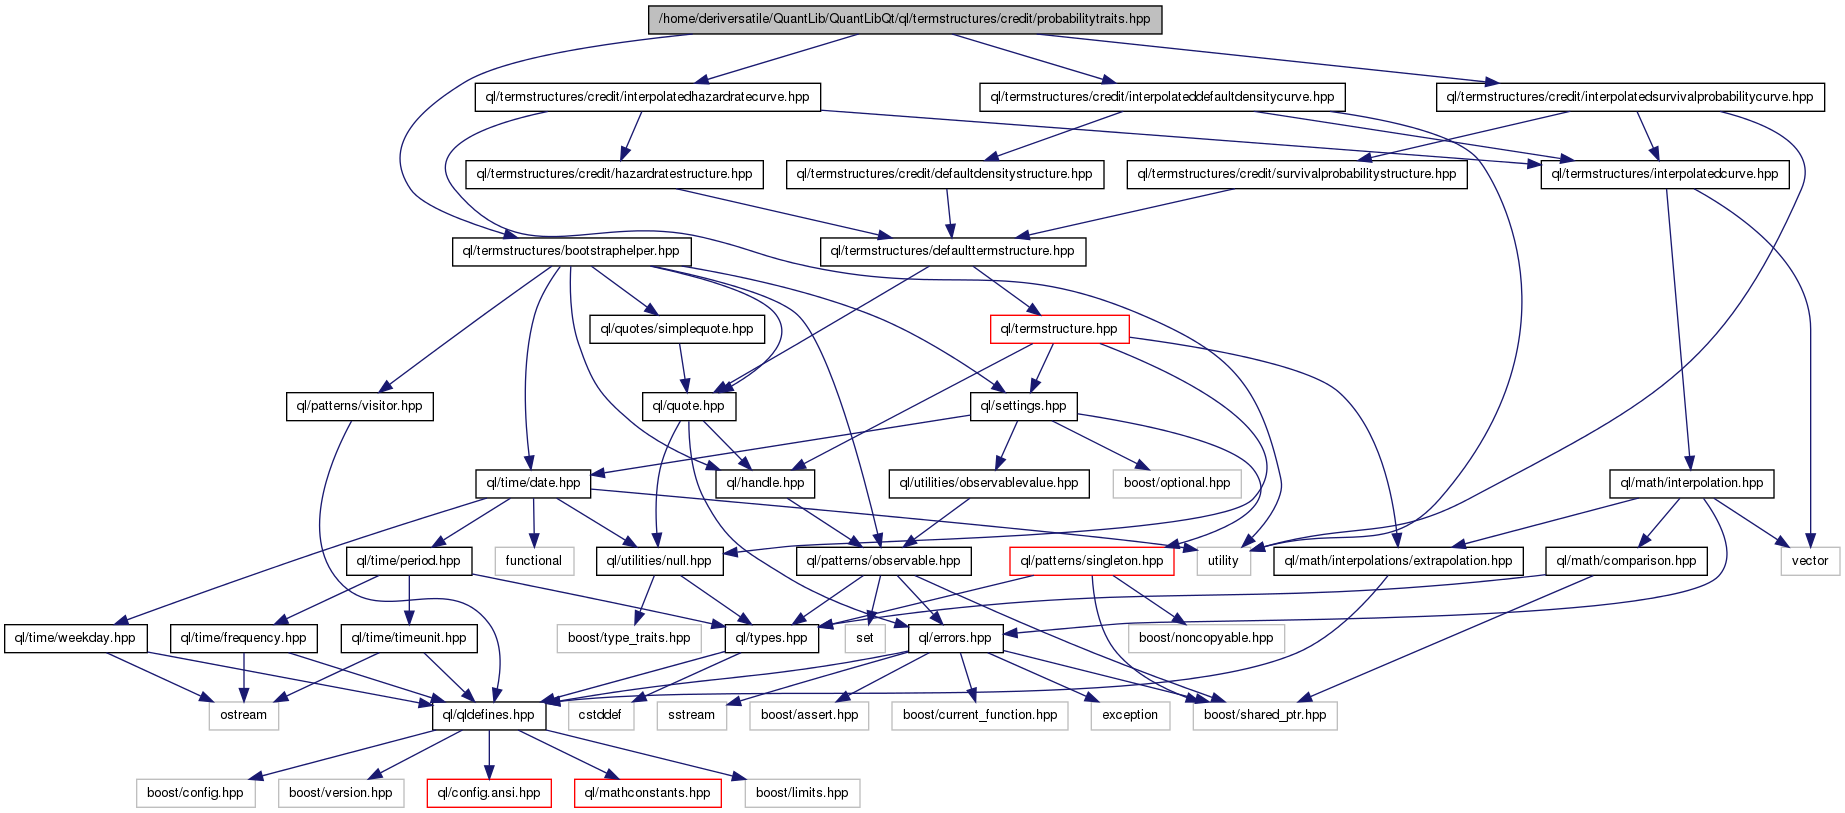 /home/deriversatile/QuantLib/QuantLibQt/ql/termstructures/credit/probabilitytraits.hpp
ql/termstructures/credit/interpolatedhazardratecurve.hpp
ql/termstructures/credit/interpolateddefaultdensitycurve.hpp
ql/termstructures/credit/interpolatedsurvivalprobabilitycurve.hpp
ql/termstructures/credit/hazardratestructure.hpp
ql/termstructures/credit/defaultdensitystructure.hpp
ql/termstructures/credit/survivalprobabilitystructure.hpp
ql/termstructures/interpolatedcurve.hpp
ql/termstructures/bootstraphelper.hpp
ql/termstructures/defaulttermstructure.hpp
ql/quotes/simplequote.hpp
ql/termstructure.hpp
ql/patterns/visitor.hpp
ql/quote.hpp
ql/settings.hpp
ql/time/date.hpp
ql/handle.hpp
ql/utilities/observablevalue.hpp
boost/optional.hpp
ql/math/interpolation.hpp
ql/time/period.hpp
functional
ql/utilities/null.hpp
ql/patterns/observable.hpp
ql/patterns/singleton.hpp
utility
ql/math/interpolations/extrapolation.hpp
ql/math/comparison.hpp
vector
ql/time/weekday.hpp
ql/time/frequency.hpp
ql/time/timeunit.hpp
boost/type_traits.hpp
ql/types.hpp
set
ql/errors.hpp
boost/noncopyable.hpp
ostream
ql/qldefines.hpp
cstddef
sstream
boost/assert.hpp
boost/current_function.hpp
exception
boost/shared_ptr.hpp
boost/config.hpp
boost/version.hpp
ql/config.ansi.hpp
ql/mathconstants.hpp
boost/limits.hpp